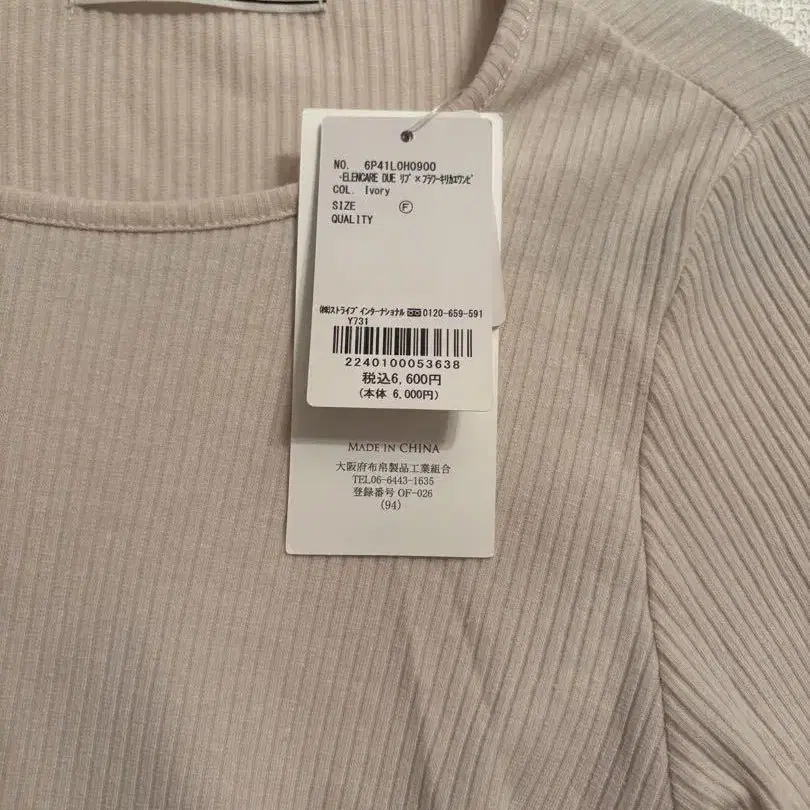 NO. 6P41L0H0900
·ELENCARE DUE リブ×フラワーキリカエワンピ
COL. Ivory
SIZE Ⓕ
QUALITY
㈱ストライプインターナショナル 0120-659-591
Y731
2240100053638
税込6,600円
(本体 6,000円)
MADE IN CHINA
大阪府布帛製品工業組合
TEL06-6443-1635
登録番号 OF-026
(94)